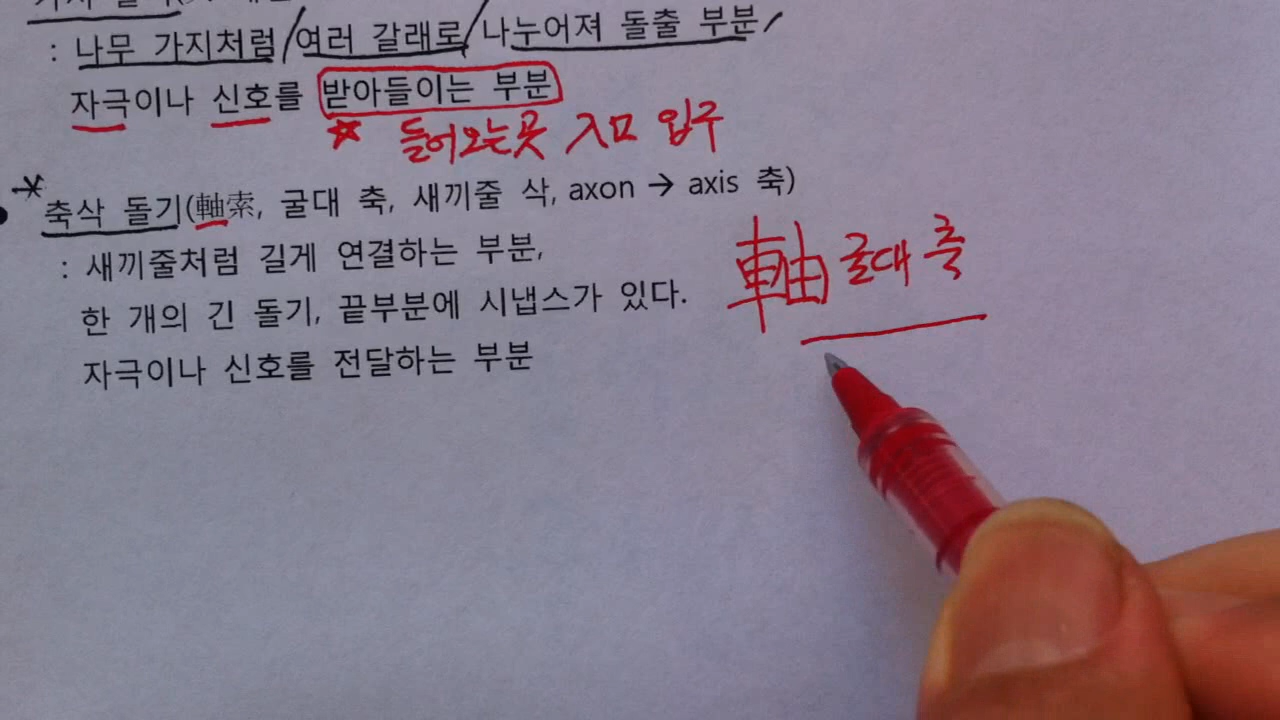 : 나무 가지처럼/여러 갈래로/나누어져 돌출 부분/
자극이나 신호를 받아들이는 부분
* 들어오는곳 入口 입구
* 축삭 돌기(軸索, 굴대 축, 새끼줄 삭, axon → axis 축)
: 새끼줄처럼 길게 연결하는 부분,
軸 굴대 축
한 개의 긴 돌기, 끝부분에 시냅스가 있다.
자극이나 신호를 전달하는 부분